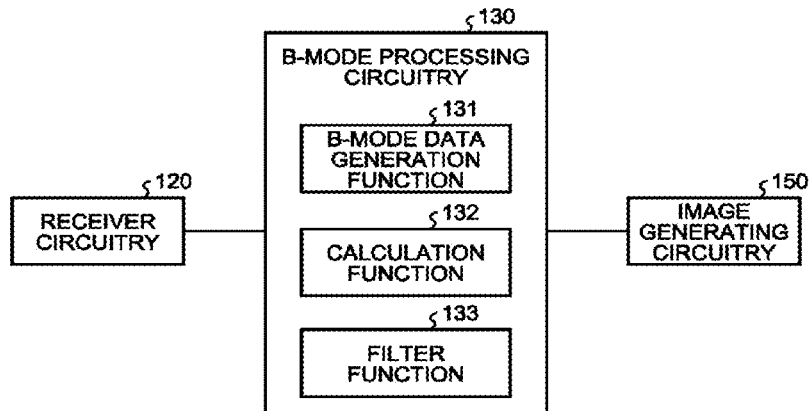 130
B-MODE PROCESSING
CIRCUITRY
131
B-MODE DATA
GENERATION
FUNCTION
120
RECEIVER
CIRCUITRY
132
CALCULATION
FUNCTION
150
IMAGE
GENERATING
CIRCUITRY
133
FILTER
FUNCTION